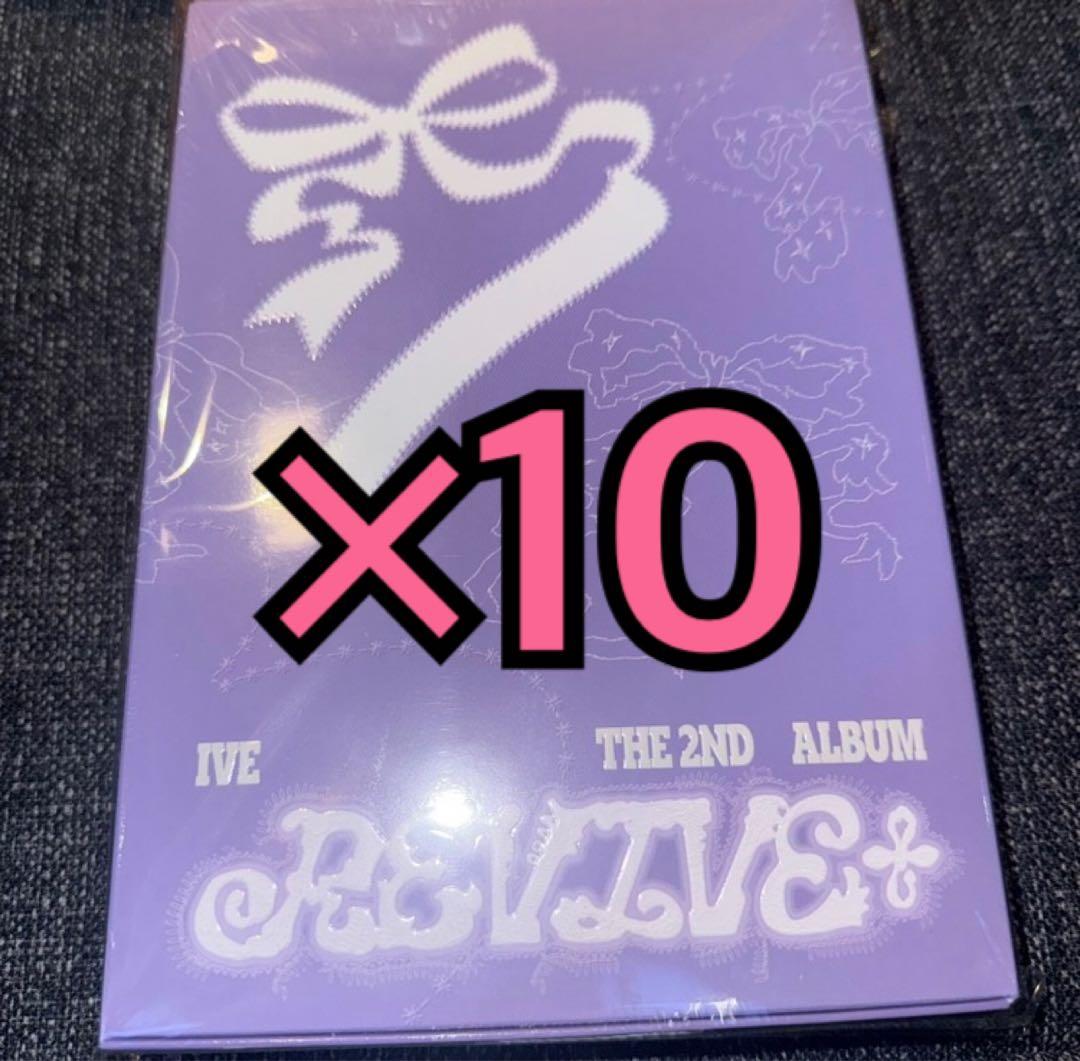 ×10
IVE THE 2ND ALBUM
REVIVE+